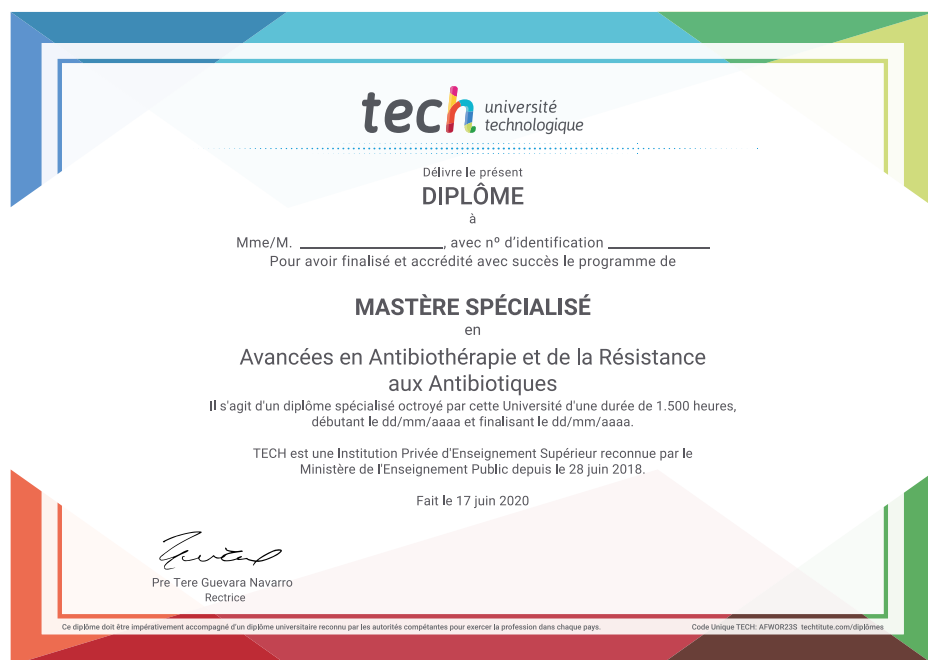 tech université
technologique
Délivre le présent
DIPLÔME
à
Mme/M. ____________________, avec nº d'identification ______________
Pour avoir finalisé et accrédité avec succès le programme de
MASTÈRE SPÉCIALISÉ
en
Avancées en Antibiothérapie et de la Résistance
aux Antibiotiques
Il s'agit d'un diplôme spécialisé octroyé par cette Université d'une durée de 1.500 heures,
débutant le dd/mm/aaaa et finalisant le dd/mm/aaaa.
TECH est une Institution Privée d'Enseignement Supérieur reconnue par le
Ministère de l'Enseignement Public depuis le 28 juin 2018.
Fait le 17 juin 2020
Pre Tere Guevara Navarro
Rectrice
Ce diplôme doit être impérativement accompagné d'un diplôme universitaire reconnu par les autorités compétentes pour exercer la profession dans chaque pays. Code Unique TECH: AFWOR23S techtitute.com/diplômes